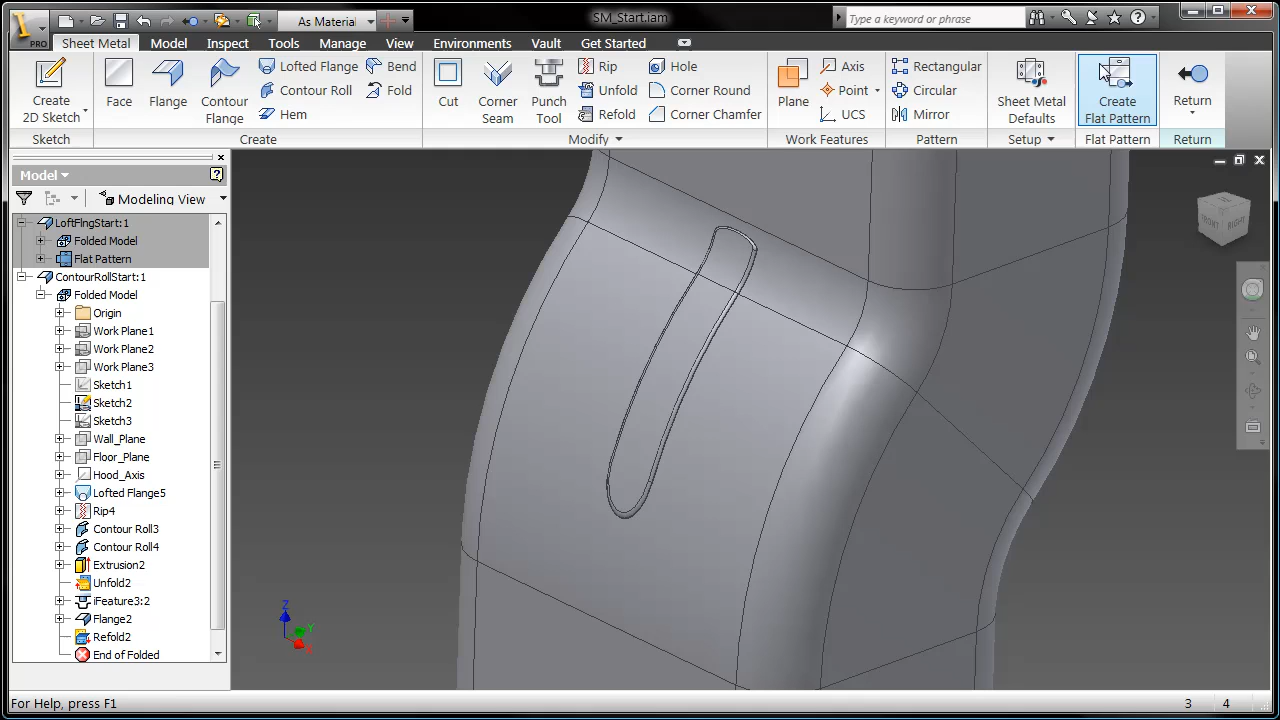 As Material
SM_Start.iam
Type a keyword or phrase
PRO
Sheet Metal Model Inspect Tools Manage View Environments Vault Get Started
Create
2D Sketch
Face
Flange
Contour
Flange
Lofted Flange
Contour Roll
Hem
Bend
Fold
Cut
Corner
Seam
Punch
Tool
Rip
Unfold
Refold
Hole
Corner Round
Corner Chamfer
Plane
Axis
Point
UCS
Rectangular
Circular
Mirror
Sheet Metal
Defaults
Create
Flat Pattern
Return
Sketch Create Modify Work Features Pattern Setup Flat Pattern Return
Model
Modeling View
LoftFlngStart:1
Folded Model
Flat Pattern
ContourRollStart:1
Folded Model
Origin
Work Plane1
Work Plane2
Work Plane3
Sketch1
Sketch2
Sketch3
Wall_Plane
Floor_Plane
Hood_Axis
Lofted Flange5
Rip4
Contour Roll3
Contour Roll4
Extrusion2
Unfold2
iFeature3:2
Flange2
Refold2
End of Folded
FRONT RIGHT
Z
Y
X
For Help, press F1
3 4